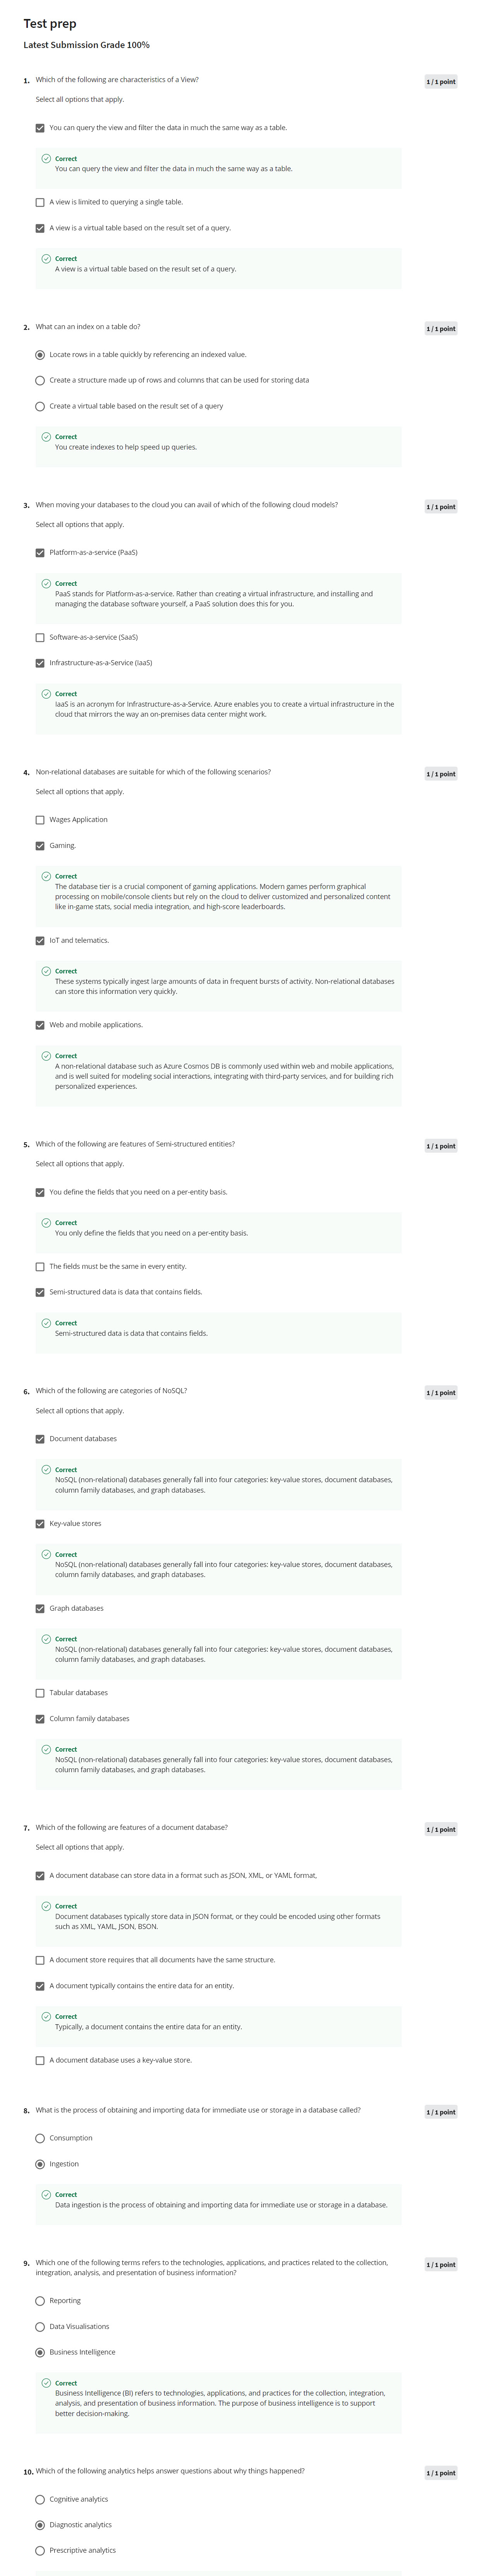 Test prep
Latest Submission Grade 100%
1. Which of the following are characteristics of a View?
1 / 1 point
Select all options that apply.
You can query the view and filter the data in much the same way as a table.
Correct
You can query the view and filter the data in much the same way as a table.
A view is limited to querying a single table.
A view is a virtual table based on the result set of a query.
Correct
A view is a virtual table based on the result set of a query.
2. What can an index on a table do?
1 / 1 point
Locate rows in a table quickly by referencing an indexed value.
Create a structure made up of rows and columns that can be used for storing data
Create a virtual table based on the result set of a query
Correct
You create indexes to help speed up queries.
3. When moving your databases to the cloud you can avail of which of the following cloud models?
1 / 1 point
Select all options that apply.
Platform-as-a-service (PaaS)
Correct
PaaS stands for Platform-as-a-service. Rather than creating a virtual infrastructure, and installing and
managing the database software yourself, a PaaS solution does this for you.
Software-as-a-service (SaaS)
Infrastructure-as-a-Service (IaaS)
Correct
IaaS is an acronym for Infrastructure-as-a-Service. Azure enables you to create a virtual infrastructure in the
cloud that mirrors the way an on-premises data center might work.
4. Non-relational databases are suitable for which of the following scenarios?
1 / 1 point
Select all options that apply.
Wages Application
Gaming.
Correct
The database tier is a crucial component of gaming applications. Modern games perform graphical
processing on mobile/console clients but rely on the cloud to deliver customized and personalized content
like in-game stats, social media integration, and high-score leaderboards.
IoT and telematics.
Correct
These systems typically ingest large amounts of data in frequent bursts of activity. Non-relational databases
can store this information very quickly.
Web and mobile applications.
Correct
A non-relational database such as Azure Cosmos DB is commonly used within web and mobile applications,
and is well suited for modeling social interactions, integrating with third-party services, and for building rich
personalized experiences.
5. Which of the following are features of Semi-structured entities?
1 / 1 point
Select all options that apply.
You define the fields that you need on a per-entity basis.
Correct
You only define the fields that you need on a per-entity basis.
The fields must be the same in every entity.
Semi-structured data is data that contains fields.
Correct
Semi-structured data is data that contains fields.
6. Which of the following are categories of NoSQL?
1 / 1 point
Select all options that apply.
Document databases
Correct
NoSQL (non-relational) databases generally fall into four categories: key-value stores, document databases,
column family databases, and graph databases.
Key-value stores
Correct
NoSQL (non-relational) databases generally fall into four categories: key-value stores, document databases,
column family databases, and graph databases.
Graph databases
Correct
NoSQL (non-relational) databases generally fall into four categories: key-value stores, document databases,
column family databases, and graph databases.
Tabular databases
Column family databases
Correct
NoSQL (non-relational) databases generally fall into four categories: key-value stores, document databases,
column family databases, and graph databases.
7. Which of the following are features of a document database?
1 / 1 point
Select all options that apply.
A document database can store data in a format such as JSON, XML, or YAML format,
Correct
Document databases typically store data in JSON format, or they could be encoded using other formats
such as XML, YAML, JSON, BSON.
A document store requires that all documents have the same structure.
A document typically contains the entire data for an entity.
Correct
Typically, a document contains the entire data for an entity.
A document database uses a key-value store.
8. What is the process of obtaining and importing data for immediate use or storage in a database called?
1 / 1 point
Consumption
Ingestion
Correct
Data ingestion is the process of obtaining and importing data for immediate use or storage in a database.
9. Which one of the following terms refers to the technologies, applications, and practices related to the collection,
integration, analysis, and presentation of business information?
1 / 1 point
Reporting
Data Visualisations
Business Intelligence
Correct
Business Intelligence (BI) refers to technologies, applications, and practices for the collection, integration,
analysis, and presentation of business information. The purpose of business intelligence is to support
better decision-making.
10. Which of the following analytics helps answer questions about why things happened?
1 / 1 point
Cognitive analytics
Diagnostic analytics
Prescriptive analytics